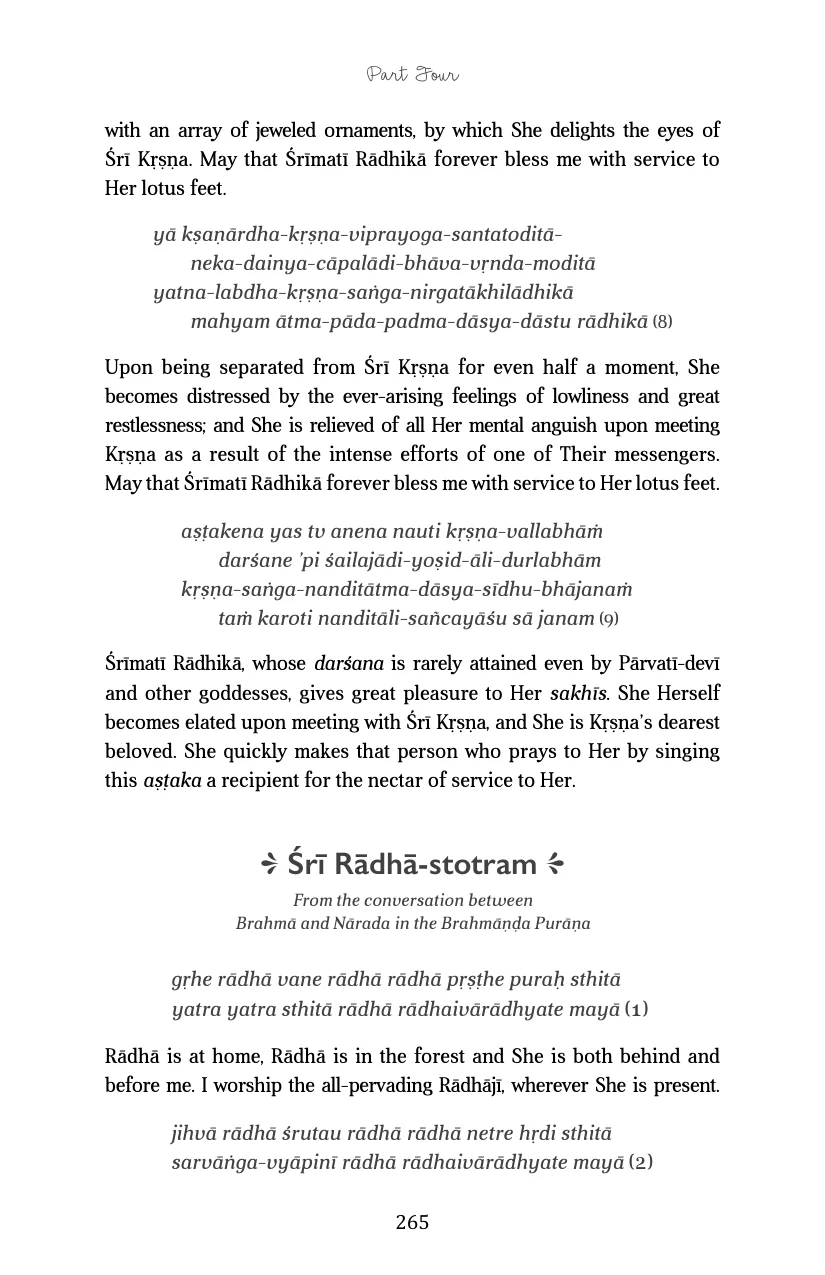 Part Four
with an array of jeweled ornaments, by which She delights the eyes of
Śrī Kṛṣṇa. May that Śrīmatī Rādhikā forever bless me with service to
Her lotus feet.
yā kṣaṇārdha-kṛṣṇa-viprayoga-santatoditā-
neka-dainya-cāpalādi-bhāva-vṛnda-moditā
yatna-labdha-kṛṣṇa-saṅga-nirgatākhilādhikā
mahyam ātma-pāda-padma-dāsya-dāstu rādhikā (8)
Upon being separated from Śrī Kṛṣṇa for even half a moment, She
becomes distressed by the ever-arising feelings of lowliness and great
restlessness; and She is relieved of all Her mental anguish upon meeting
Kṛṣṇa as a result of the intense efforts of one of Their messengers.
May that Śrīmatī Rādhikā forever bless me with service to Her lotus feet.
aṣṭakena yas tv anena nauti kṛṣṇa-vallabhāṁ
darśane ’pi śailajādi-yoṣid-āli-durlabhām
kṛṣṇa-saṅga-nanditātma-dāsya-sīdhu-bhājanaṁ
taṁ karoti nanditāli-sañcayāśu sā janam (9)
Śrīmatī Rādhikā, whose darśana is rarely attained even by Pārvatī-devī
and other goddesses, gives great pleasure to Her sakhīs. She Herself
becomes elated upon meeting with Śrī Kṛṣṇa, and She is Kṛṣṇa’s dearest
beloved. She quickly makes that person who prays to Her by singing
this aṣṭaka a recipient for the nectar of service to Her.
Śrī Rādhā-stotram
From the conversation between
Brahmā and Nārada in the Brahmāṇḍa Purāṇa
gṛhe rādhā vane rādhā rādhā pṛṣṭhe puraḥ sthitā
yatra yatra sthitā rādhā rādhaivārādhyate mayā (1)
Rādhā is at home, Rādhā is in the forest and She is both behind and
before me. I worship the all-pervading Rādhājī, wherever She is present.
jihvā rādhā śrutau rādhā rādhā netre hṛdi sthitā
sarvāṅga-vyāpinī rādhā rādhaivārādhyate mayā (2)
265